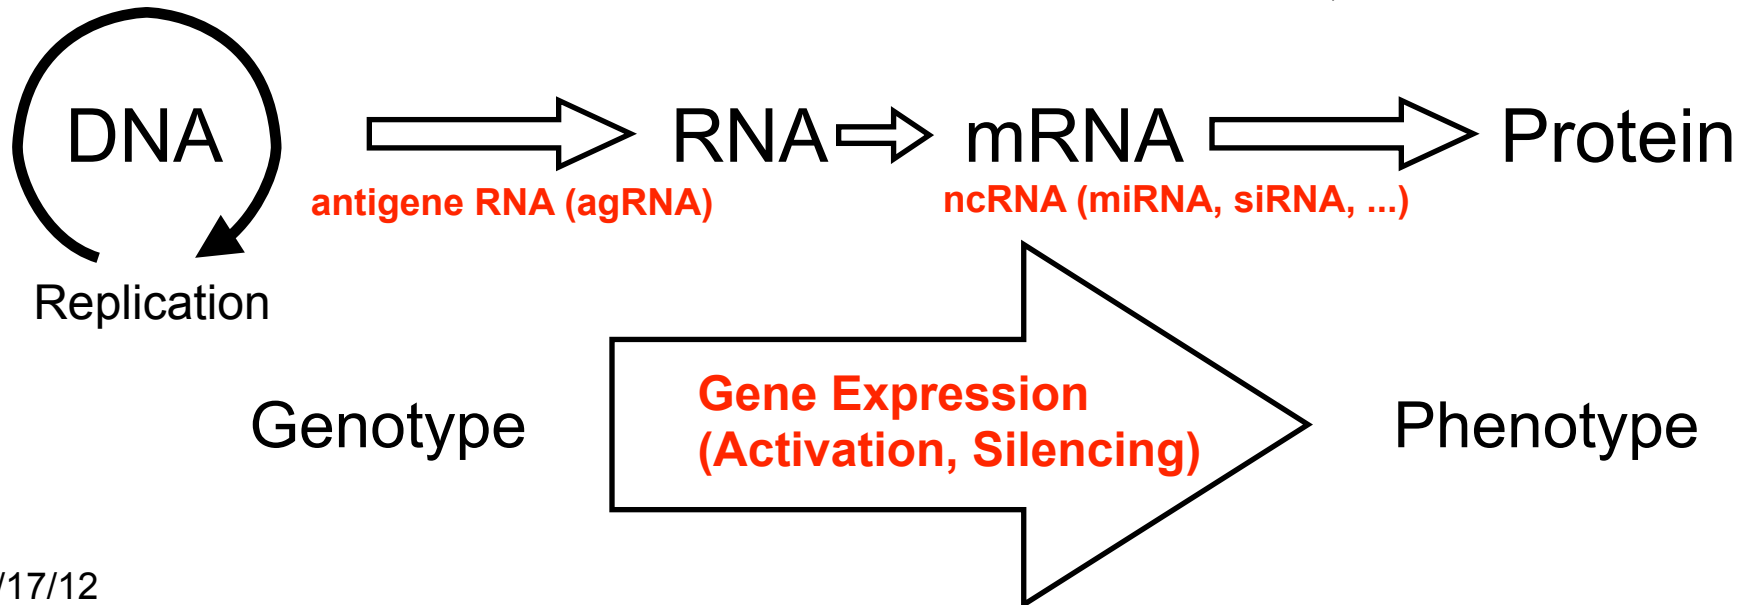 DNA RNA mRNA Protein
antigene RNA (agRNA) ncRNA (miRNA, siRNA, ...)
Replication
Genotype
Gene Expression
(Activation, Silencing)
Phenotype
/17/12